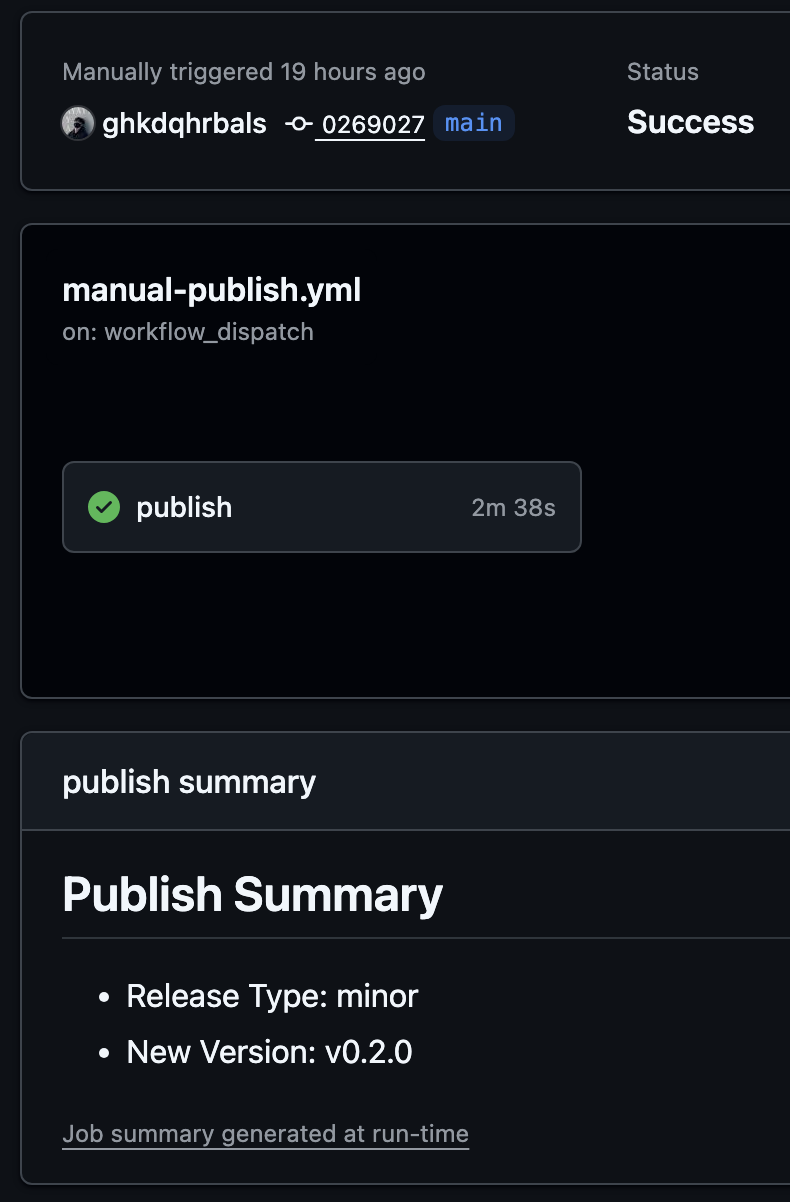 Manually triggered 19 hours ago
Status
ghkdqhrbals 0269027 main
Success
manual-publish.yml
on: workflow_dispatch
publish 2m 38s
publish summary
Publish Summary
• Release Type: minor
• New Version: v0.2.0
Job summary generated at run-time